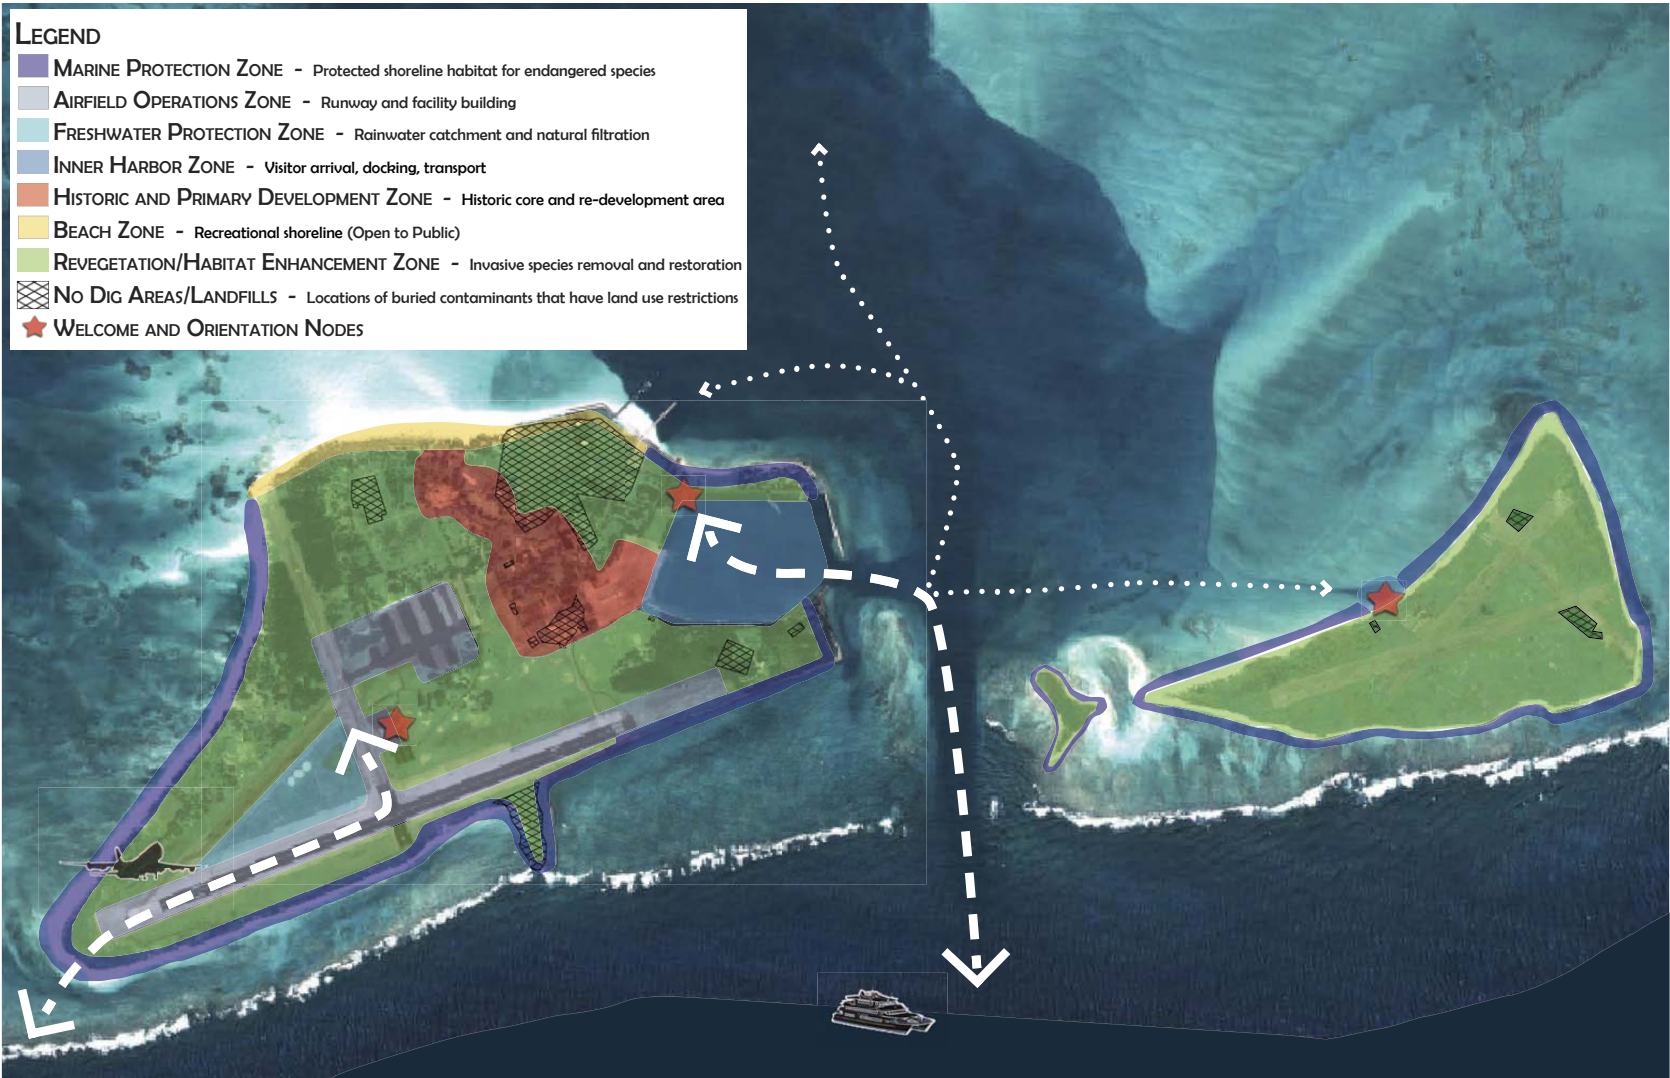 LEGEND
MARINE PROTECTION ZONE - Protected shoreline habitat for endangered species
AIRFIELD OPERATIONS ZONE - Runway and facility building
FRESHWATER PROTECTION ZONE - Rainwater catchment and natural filtration
INNER HARBOR ZONE - Visitor arrival, docking, transport
HISTORIC AND PRIMARY DEVELOPMENT ZONE - Historic core and re-development area
BEACH ZONE - Recreational shoreline (Open to Public)
REVEGETATION/HABITAT ENHANCEMENT ZONE - Invasive species removal and restoration
NO DIG AREAS/LANDFILLS - Locations of buried contaminants that have land use restrictions
WELCOME AND ORIENTATION NODES